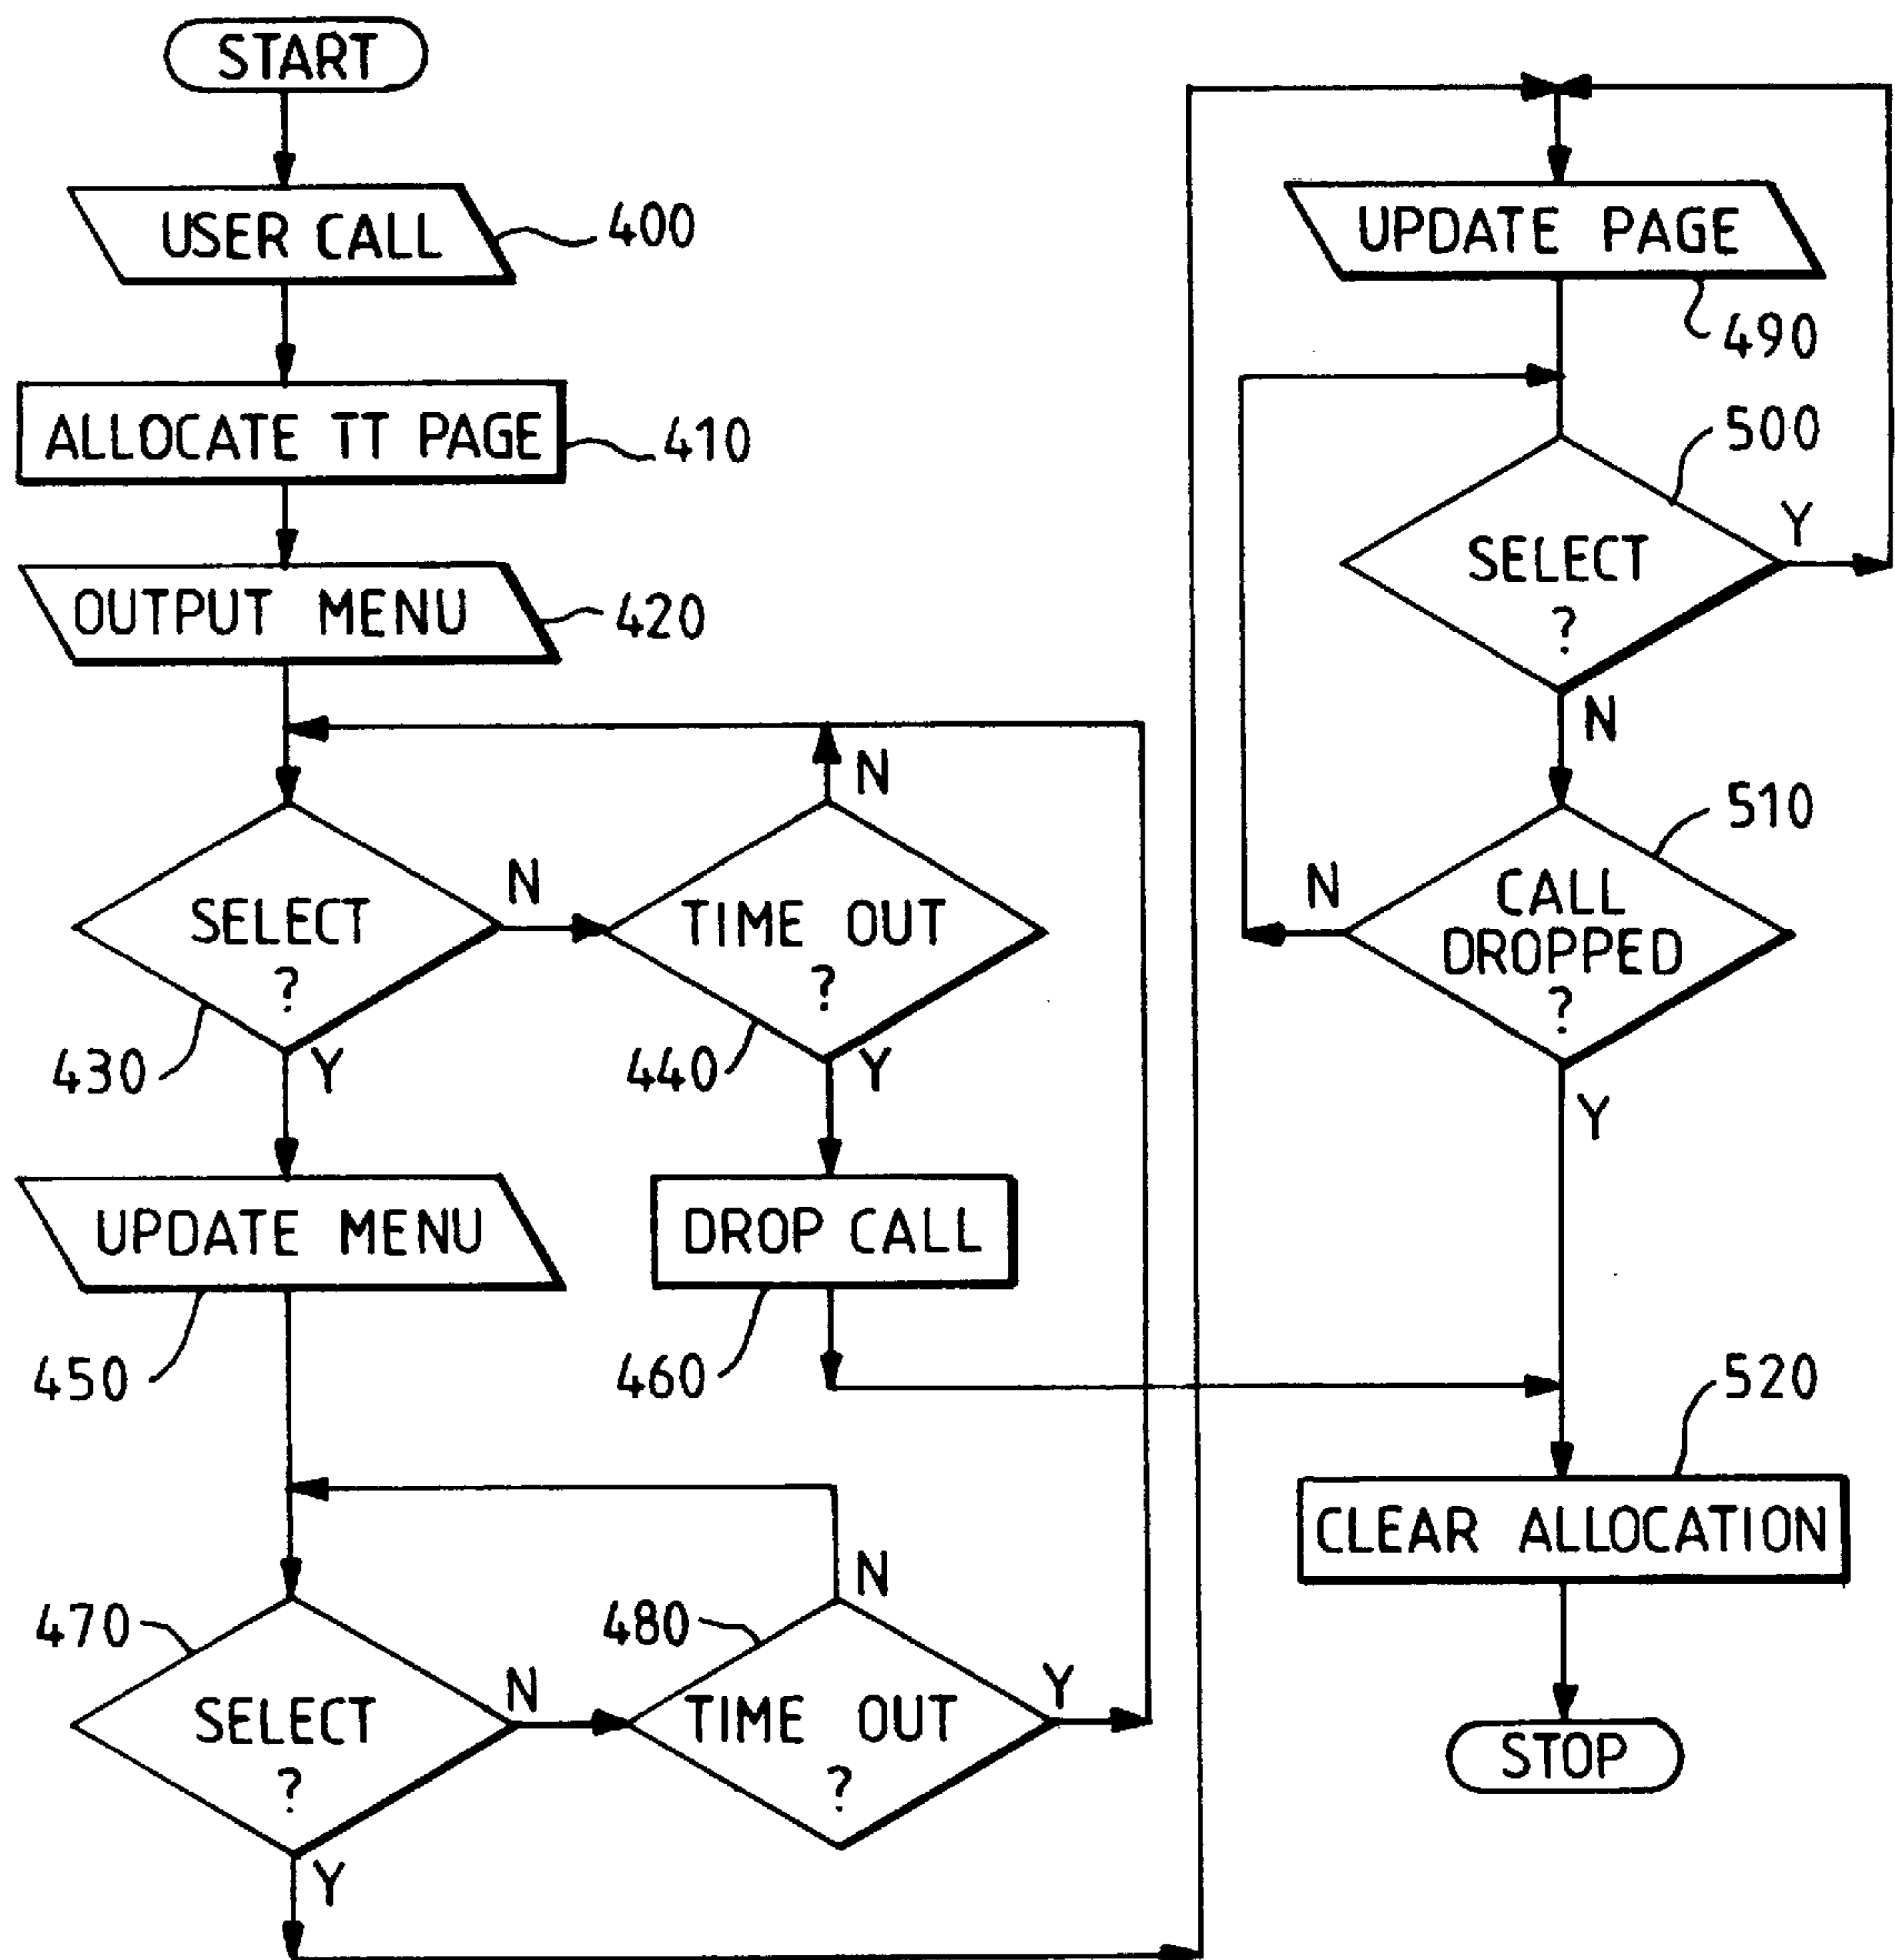 START
USER CALL
400
ALLOCATE TT PAGE
410
OUTPUT MENU
420
SELECT
?
430
N
Y
TIME OUT
?
440
N
Y
UPDATE MENU
450
DROP CALL
460
SELECT
?
470
N
Y
TIME OUT
?
480
N
Y
UPDATE PAGE
490
SELECT
?
500
Y
N
CALL
DROPPED
?
510
N
Y
CLEAR ALLOCATION
520
STOP